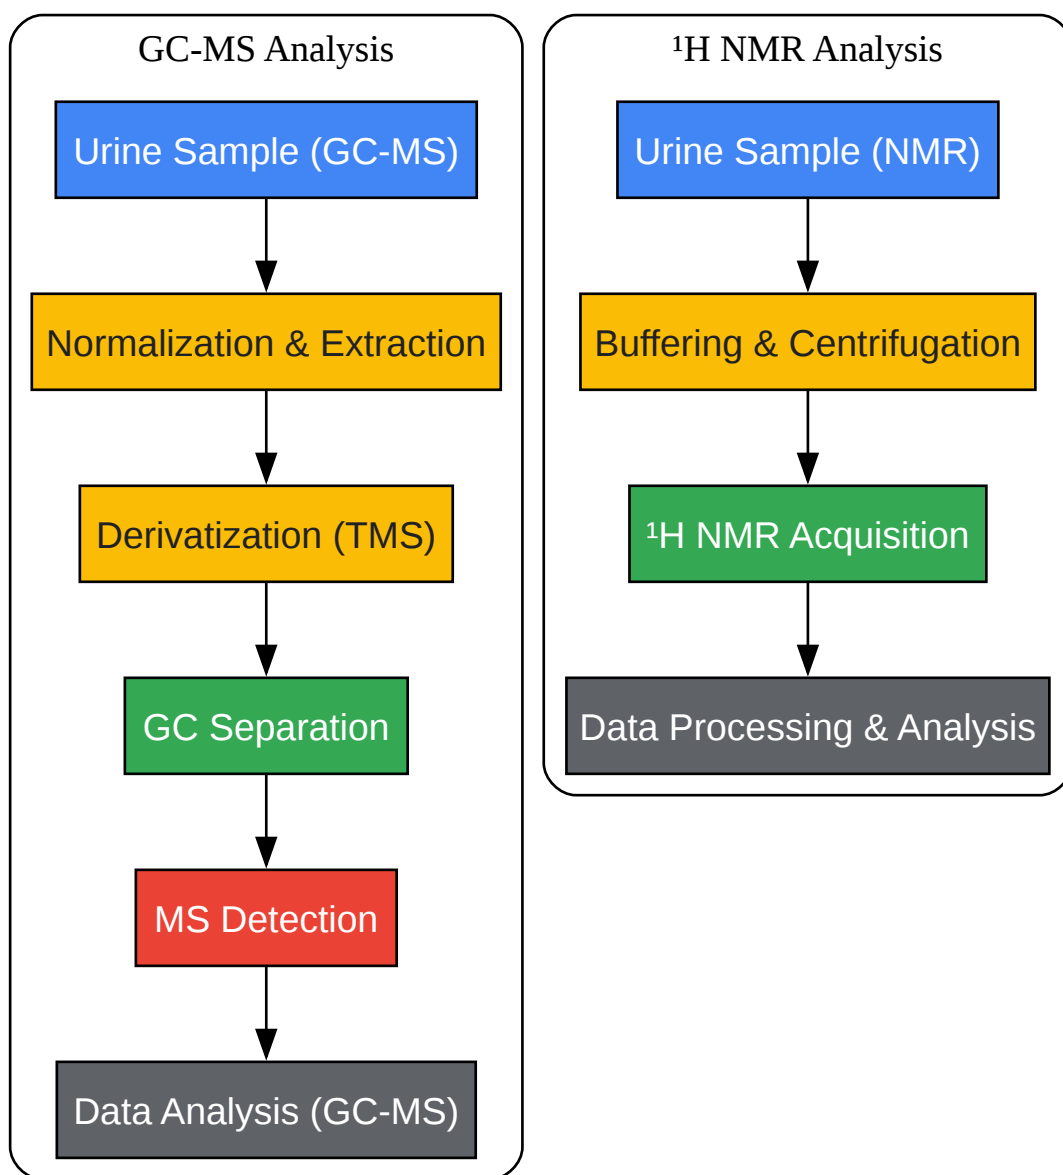 GC-MS Analysis
Urine Sample (GC-MS)
Normalization & Extraction
Derivatization (TMS)
GC Separation
MS Detection
Data Analysis (GC-MS)
¹H NMR Analysis
Urine Sample (NMR)
Buffering & Centrifugation
¹H NMR Acquisition
Data Processing & Analysis